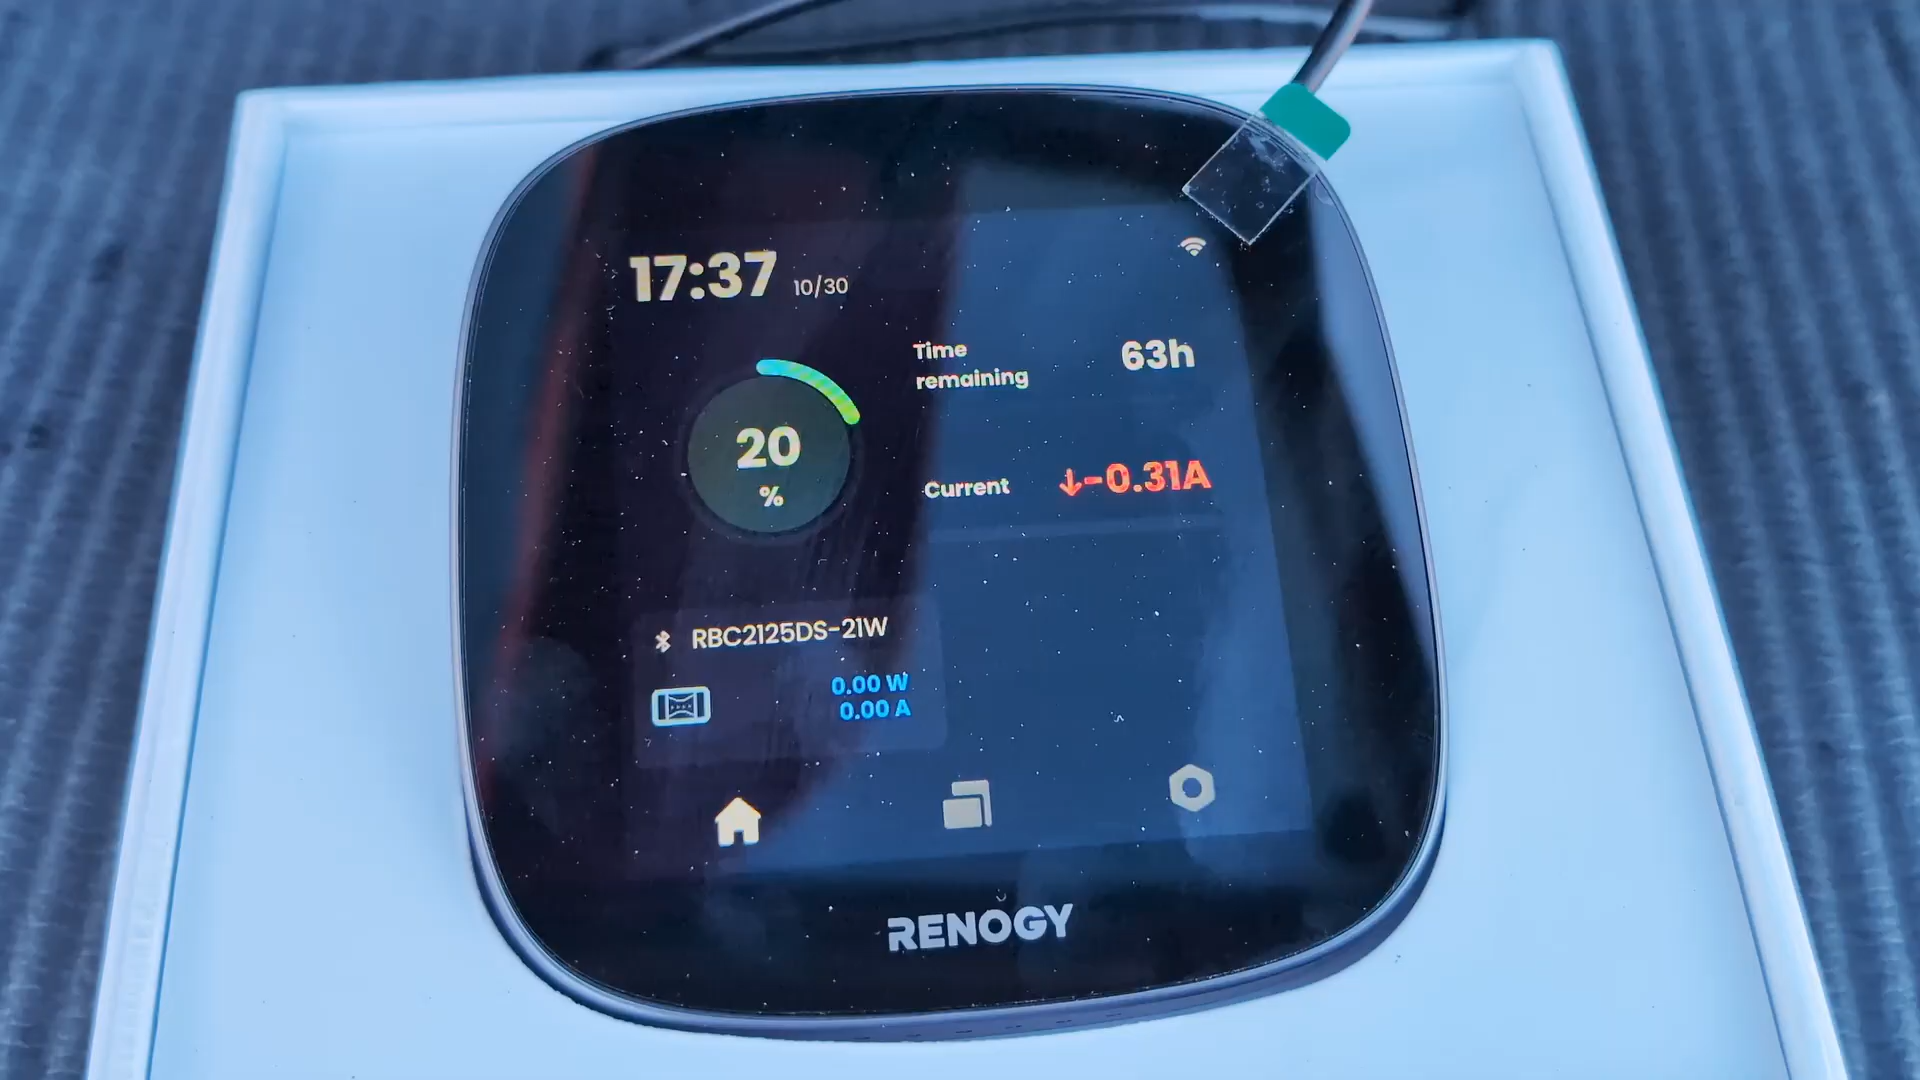 17:37 10/30
Time
remaining
63h
20
%
Current
↓-0.31A
RBC2125DS-21W
0.00 W
0.00 A
RENOGY